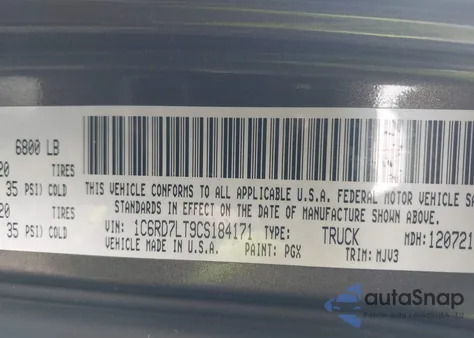 6800 LB
20 TIRES
35 PSI) COLD
20 TIRES
35 PSI) COLD
THIS VEHICLE CONFORMS TO ALL APPLICABLE U.S.A. FEDERAL MOTOR VEHICLE SA
STANDARDS IN EFFECT ON THE DATE OF MANUFACTURE SHOWN ABOVE.
VIN: 1C6RD7LT9CS184171 TYPE: TRUCK MDH: 120721
VEHICLE MADE IN U.S.A. PAINT: PGX TRIM: MJV3
autoSnap